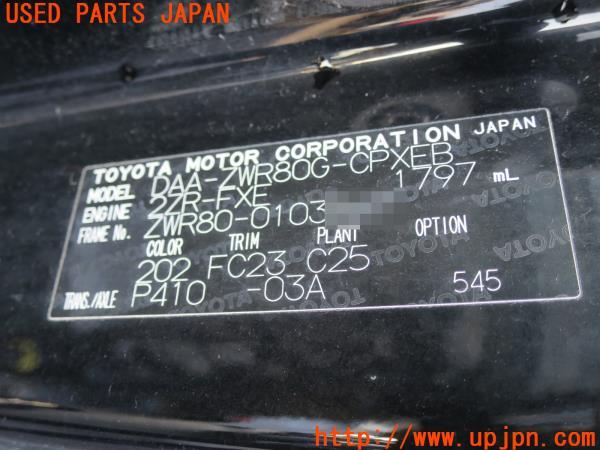 USED PARTS JAPAN
TOYOTA MOTOR CORPORATION JAPAN
MODEL DAA-ZWR80G-CPXEB
ENGINE 2ZR-FXE 1797 mL
FRAME No. ZWR80-0103
COLOR TRIM PLANT OPTION
202 FC23 C25
TRANS./AXLE P410 -03A 545
UPJ http://www.upjpn.com